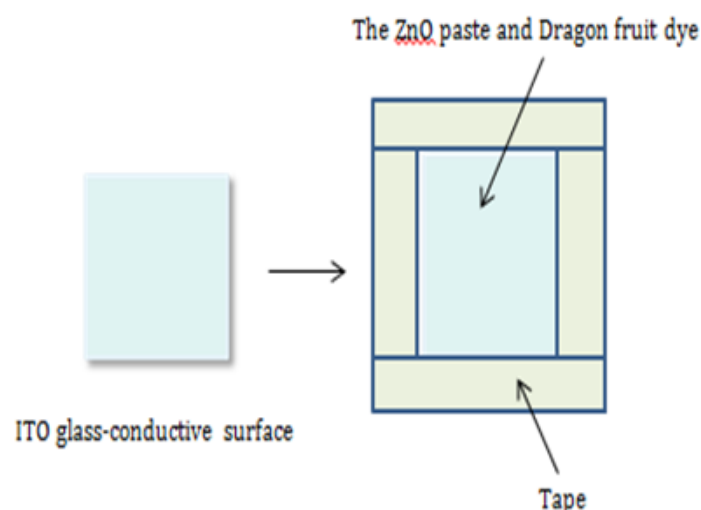 The ZnO paste and Dragon fruit dye
ITO glass-conductive surface
Tape